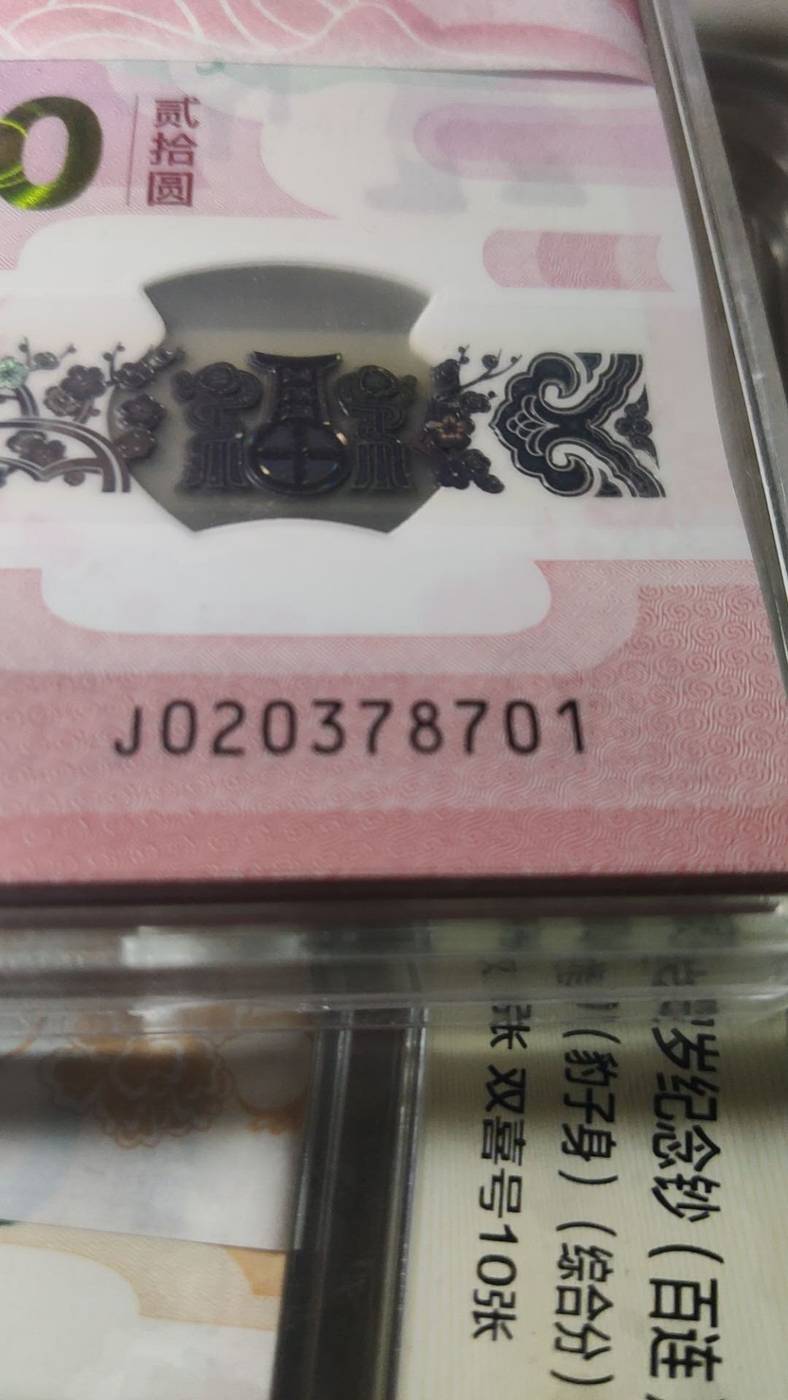 0
贰拾圆
J020378701
岁纪念钞（百连
（豹子身）（综合分）
张 双喜号10张